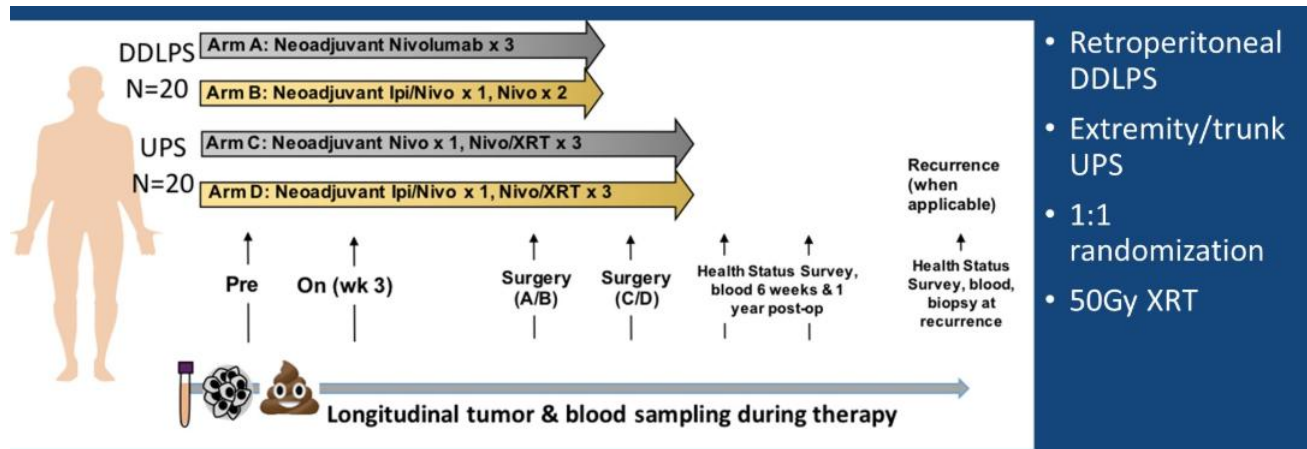 DDLPS
N=20
Arm A: Neoadjuvant Nivolumab x 3
Arm B: Neoadjuvant Ipi/Nivo x 1, Nivo x 2
UPS
N=20
Arm C: Neoadjuvant Nivo x 1, Nivo/XRT x 3
Arm D: Neoadjuvant Ipi/Nivo x 1, Nivo/XRT x 3
Pre
On (wk 3)
Surgery
(A/B)
Surgery
(C/D)
Health Status Survey,
blood 6 weeks & 1
year post-op
Recurrence
(when
applicable)
Health Status
Survey, blood,
biopsy at
recurrence
Longitudinal tumor & blood sampling during therapy
• Retroperitoneal
DDLPS
• Extremity/trunk
UPS
• 1:1
randomization
• 50Gy XRT